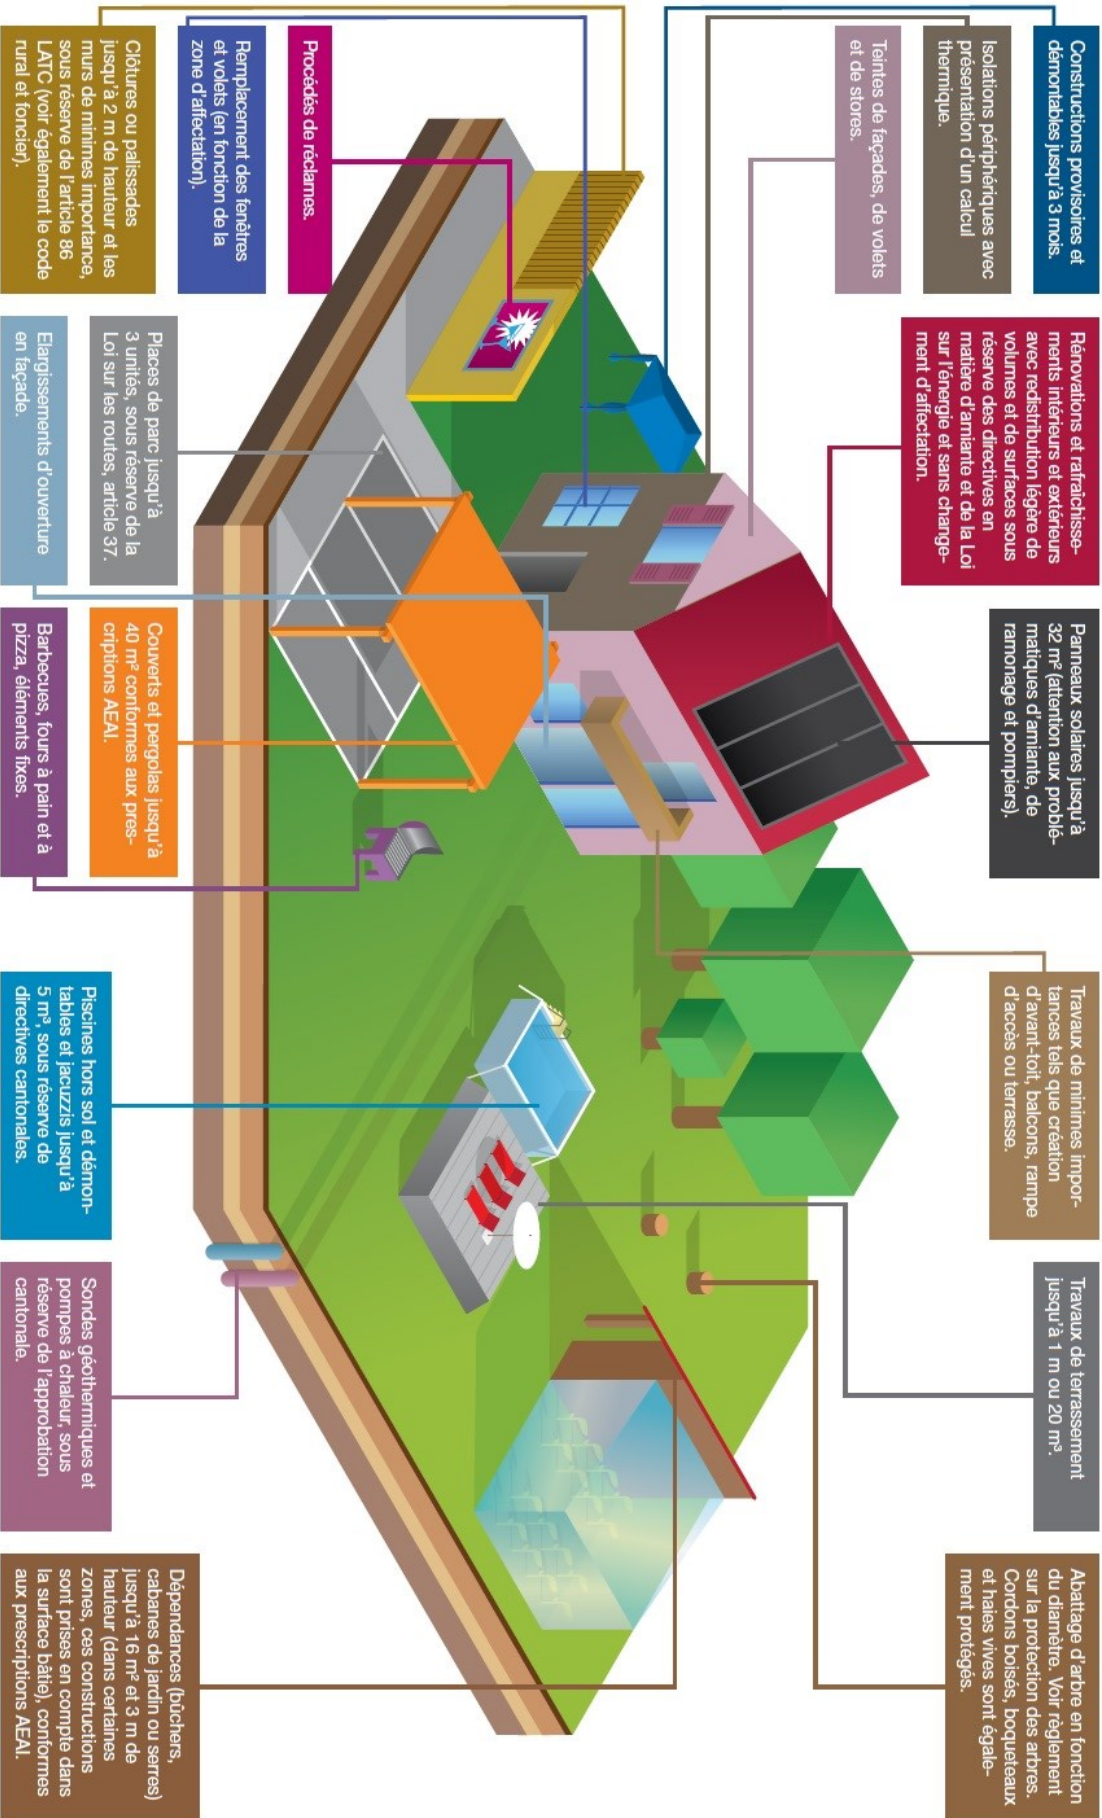 Constructions provisoires et
démontables jusqu'à 3 mois.
Isolations périphériques avec
présentation d'un calcul
thermique.
Teintes de façades, de volets
et de stores.
Procédés de réclames.
Remplacement des fenêtres
et volets (en fonction de la
zone d'affectation).
Clôtures ou palissades
jusqu'à 2 m de hauteur et les
murs de minimes importance,
sous réserve de l'article 86
LATC (voir également le code
rural et foncier).
Rénovations et rafraîchisse-
ments intérieurs et extérieurs
avec redistribution légère de
volumes et de surfaces sous
réserve des directives en
matière d'amiante et de la Loi
sur l'énergie et sans change-
ment d'affectation.
Places de parc jusqu'à
3 unités, sous réserve de la
Loi sur les routes, article 37.
Elargissements d'ouverture
en façade.
Panneaux solaires jusqu'à
32 m² (attention aux problé-
matiques d'amiante, de
ramonage et pompiers).
Couverts et pergolas jusqu'à
40 m² conformes aux pres-
criptions AEAI.
Barbecues, fours à pain et à
pizza, éléments fixes.
Travaux de minimes impor-
tances tels que création
d'avant-toit, balcons, rampe
d'accès ou terrasse.
Piscines hors sol et démon-
tables et jacuzzis jusqu'à
5 m³, sous réserve de
directives cantonales.
Travaux de terrassement
jusqu'à 1 m ou 20 m³.
Sondes géothermiques et
pompes à chaleur, sous
réserve de l'approbation
cantonale.
Abattage d'arbre en fonction
du diamètre. Voir règlement
sur la protection des arbres.
Cordons boisés, boqueteaux
et haies vives sont égale-
ment protégés.
Dépendances (bûchers,
cabanes de jardin ou serres)
jusqu'à 16 m² et 3 m de
hauteur (dans certaines
zones, ces constructions
sont prises en compte dans
la surface bâtie), conformes
aux prescriptions AEAI.